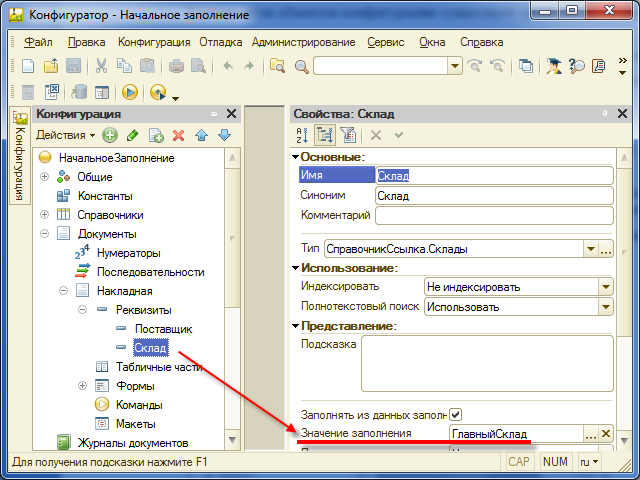 Конфигуратор - Начальное заполнение
Файл Правка Конфигурация Отладка Администрирование Сервис Окна Справка
Конфигурация
Конфигурация
Действия
НачальноеЗаполнение
Общие
Константы
Справочники
Документы
Нумераторы
Последовательности
Накладная
Реквизиты
Поставщик
Склад
Табличные части
Формы
Команды
Макеты
Журналы документов
Свойства: Склад
Основные:
Имя Склад
Синоним Склад
Комментарий
Тип СправочникСсылка.Склады ...
Использование:
Индексировать Не индексировать
Полнотекстовый поиск Использовать
Представление:
Подсказка
Заполнять из данных заполн
Значение заполнения ГлавныйСклад ... x
Для получения подсказки нажмите F1 CAP NUM ru